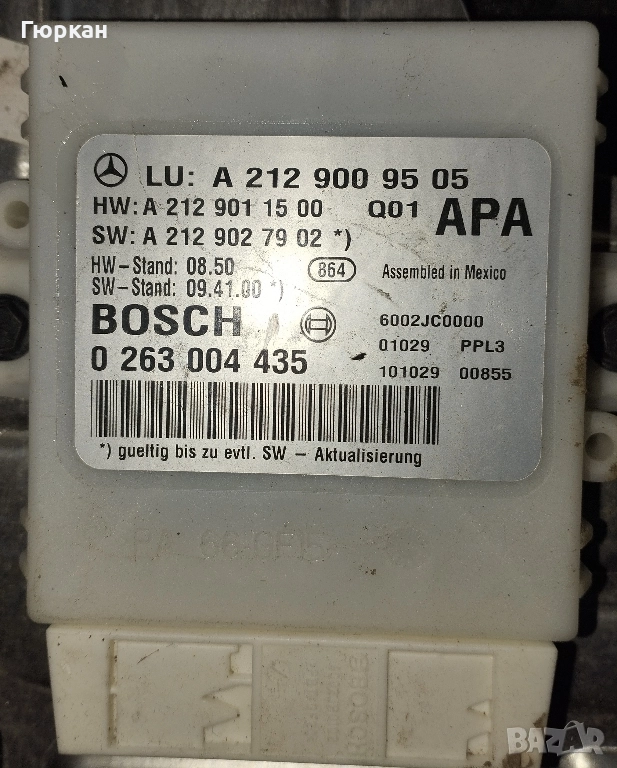 Гюркан
LU: A 212 900 95 05
HW: A 212 901 15 00 Q01 APA
SW: A 212 902 79 02 *)
HW-Stand: 08.50 864 Assembled in Mexico
SW-Stand: 09.41.00 *)
BOSCH 6002JC0000
0 263 004 435 01029 PPL3
101029 00855
*) gueltig bis zu evtl. SW - Aktualisierung
BAZAR